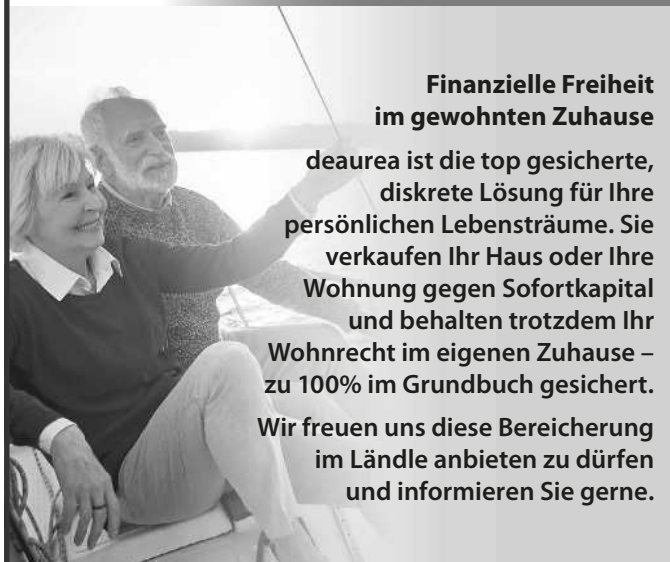 Finanzielle Freiheit
im gewohnten Zuhause
deaurea ist die top gesicherte,
diskrete Lösung für Ihre
persönlichen Lebensträume. Sie
verkaufen Ihr Haus oder Ihre
Wohnung gegen Sofortkapital
und behalten trotzdem Ihr
Wohnrecht im eigenen Zuhause –
zu 100% im Grundbuch gesichert.
Wir freuen uns diese Bereicherung
im Ländle anbieten zu dürfen
und informieren Sie gerne.